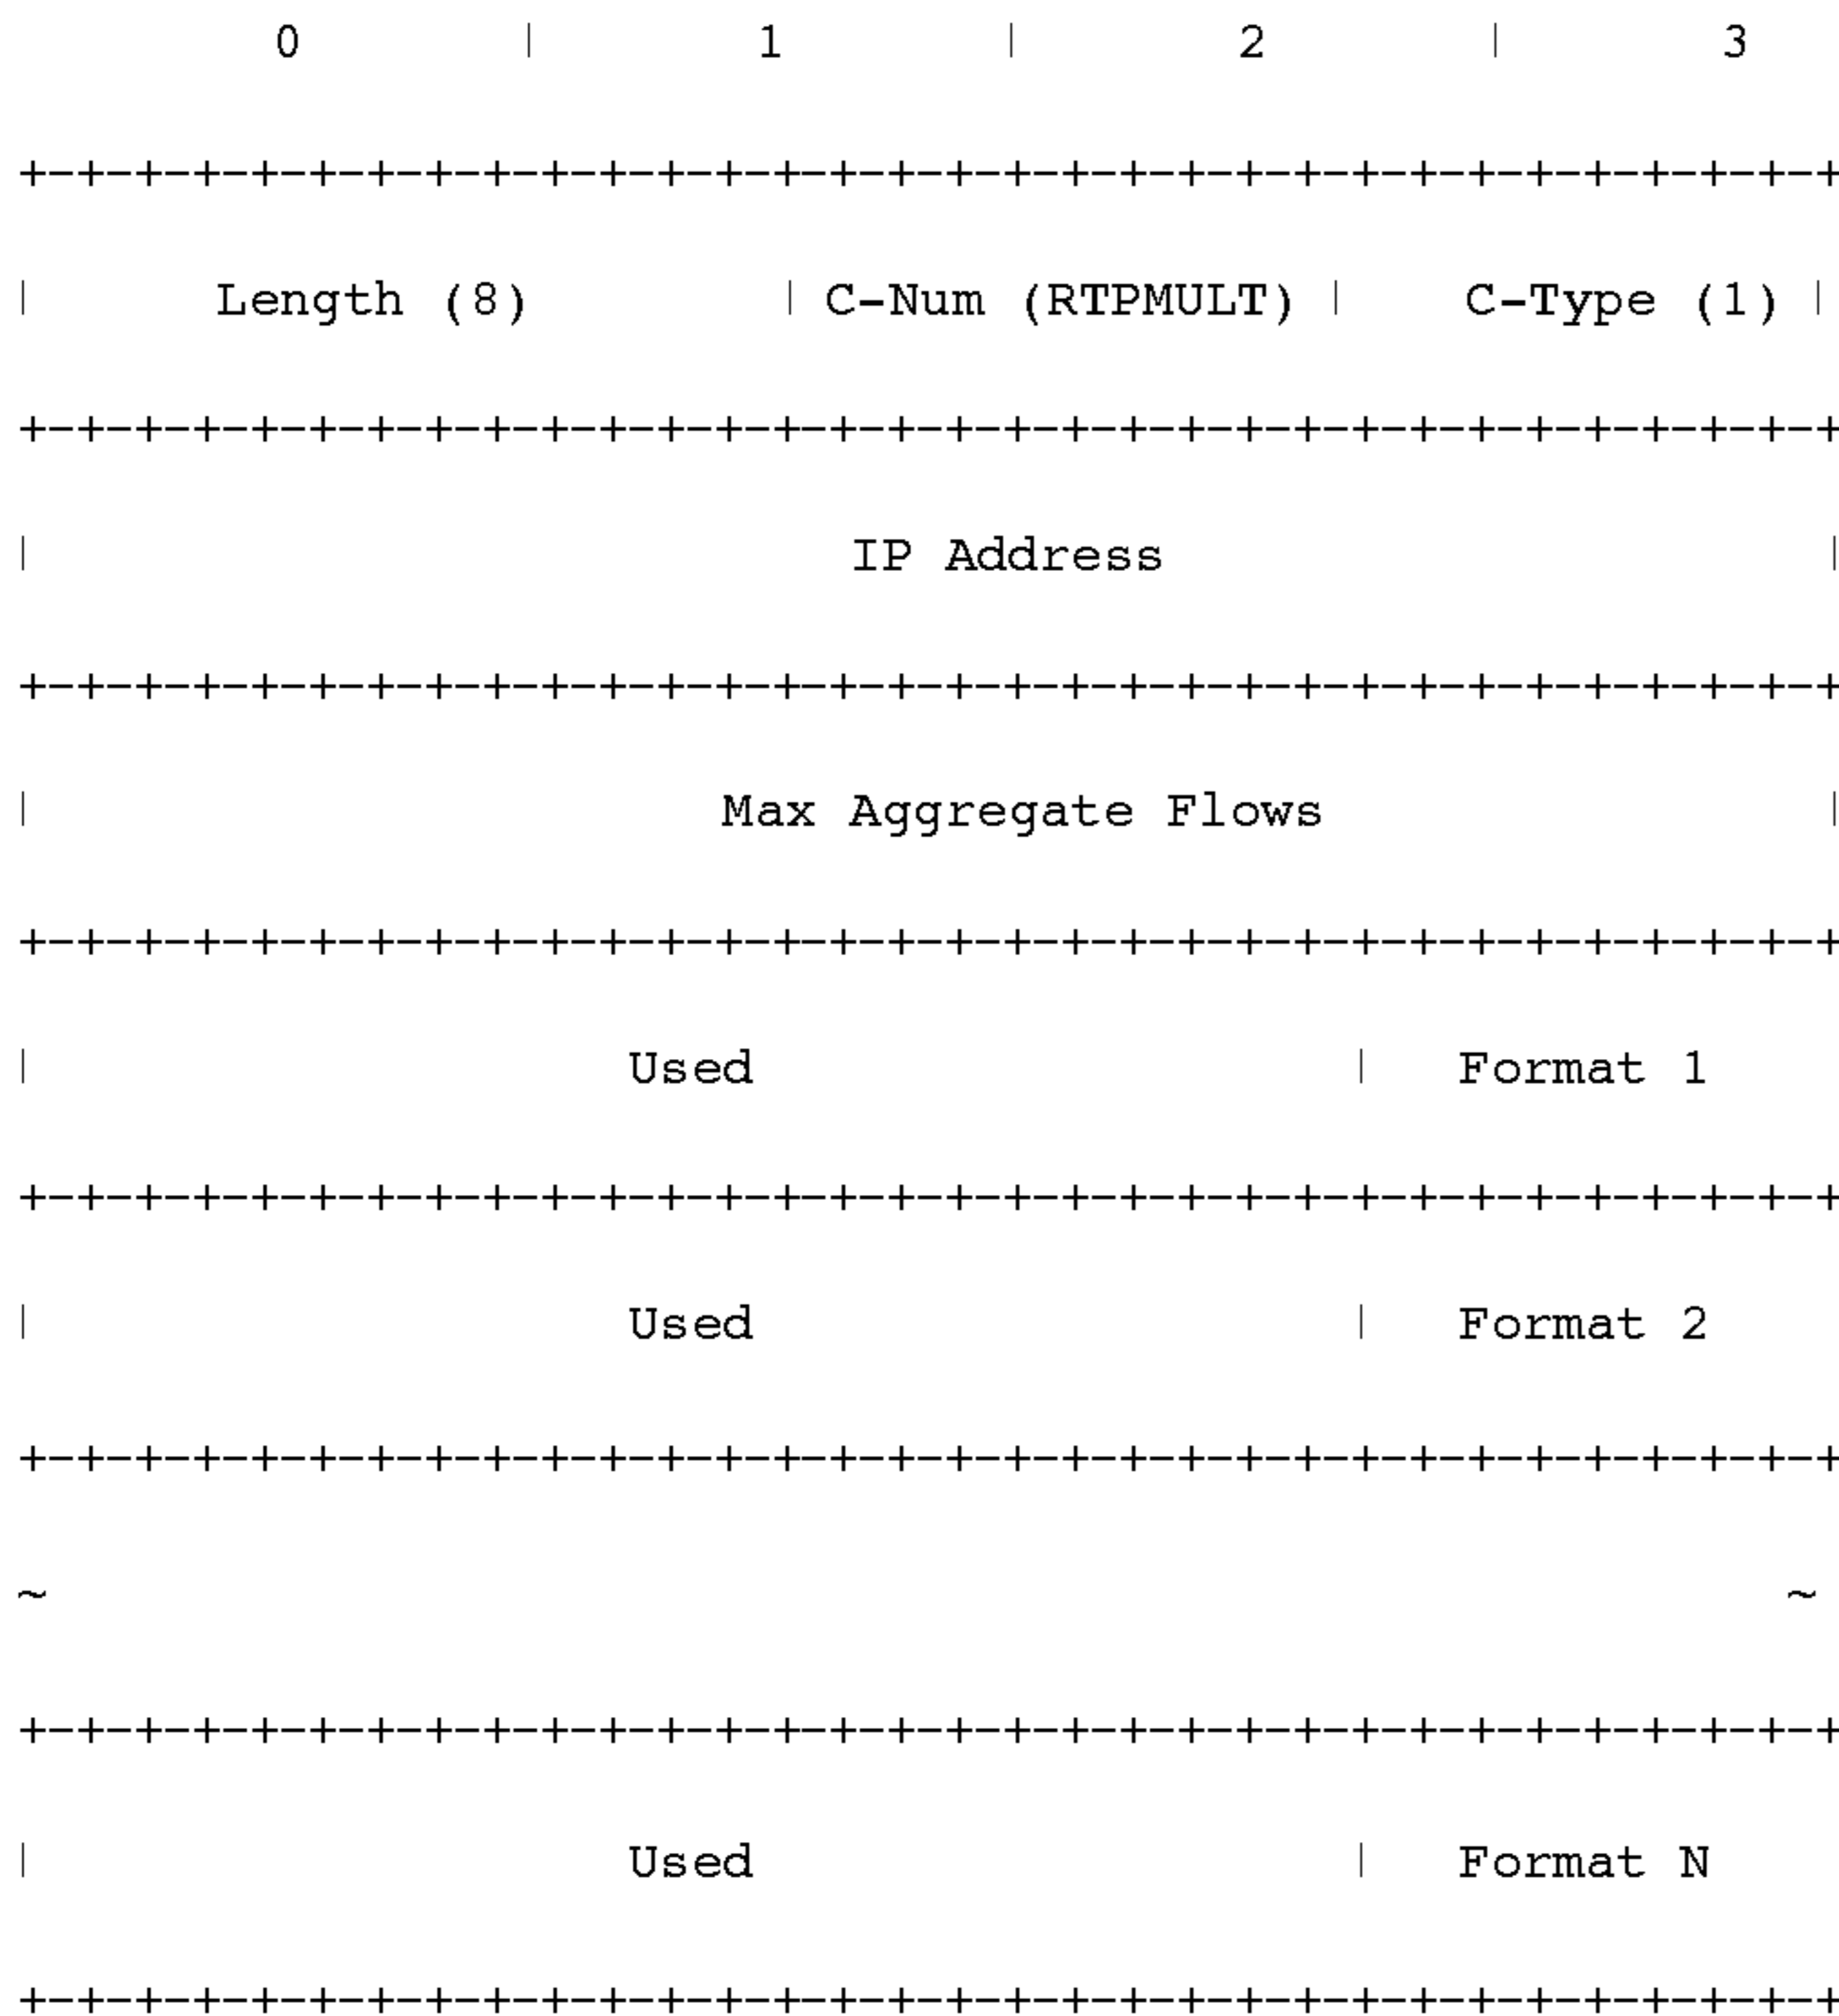 0 | 1 | 2 | 3
+-+-+-+-+-+-+-+-+-+-+-+-+-+-+-+-+-+-+-+-+-+-+-+-+-+-+-+-+-+-+-+
| Length (8) | C-Num (RTPMULT) | C-Type (1) |
+-+-+-+-+-+-+-+-+-+-+-+-+-+-+-+-+-+-+-+-+-+-+-+-+-+-+-+-+-+-+-+
| IP Address |
+-+-+-+-+-+-+-+-+-+-+-+-+-+-+-+-+-+-+-+-+-+-+-+-+-+-+-+-+-+-+-+
| Max Aggregate Flows |
+-+-+-+-+-+-+-+-+-+-+-+-+-+-+-+-+-+-+-+-+-+-+-+-+-+-+-+-+-+-+-+
| Used | Format 1
+-+-+-+-+-+-+-+-+-+-+-+-+-+-+-+-+-+-+-+-+-+-+-+-+-+-+-+-+-+-+-+
| Used | Format 2
+-+-+-+-+-+-+-+-+-+-+-+-+-+-+-+-+-+-+-+-+-+-+-+-+-+-+-+-+-+-+-+
~ ~
+-+-+-+-+-+-+-+-+-+-+-+-+-+-+-+-+-+-+-+-+-+-+-+-+-+-+-+-+-+-+-+
| Used | Format N
+-+-+-+-+-+-+-+-+-+-+-+-+-+-+-+-+-+-+-+-+-+-+-+-+-+-+-+-+-+-+-+